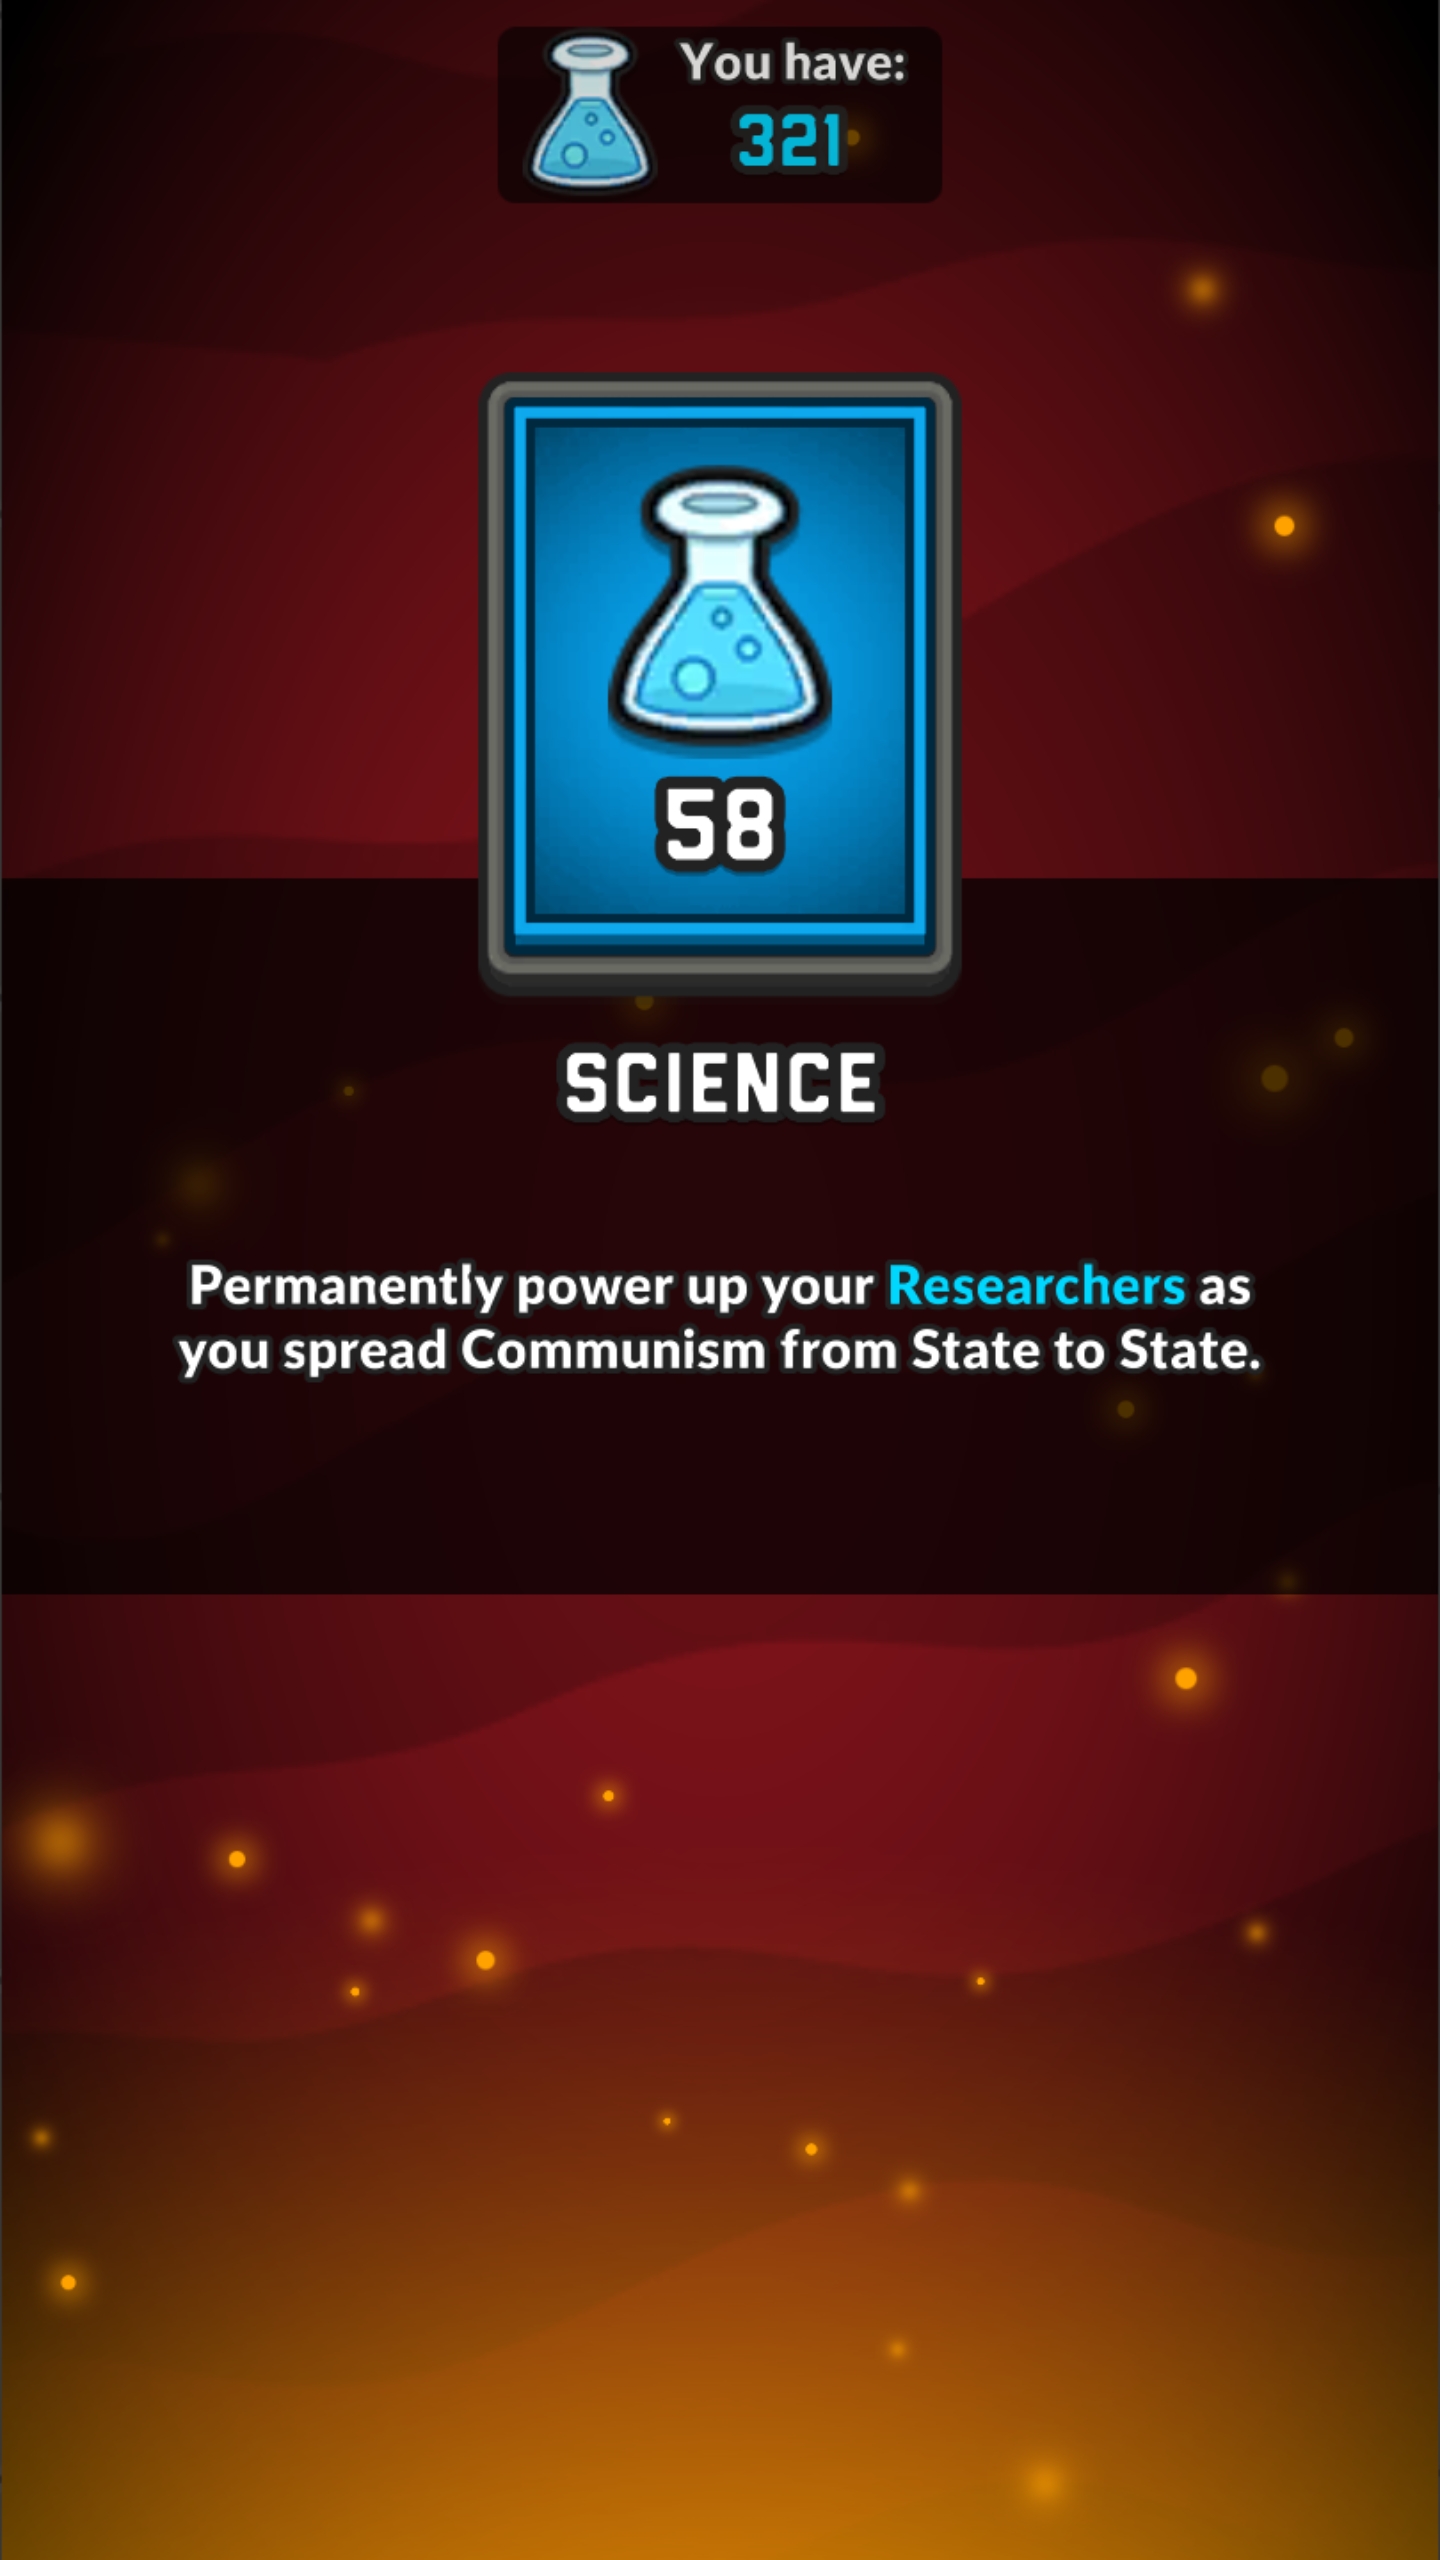 You have:
321
58
SCIENCE
Permanently power up your Researchers as
you spread Communism from State to State.